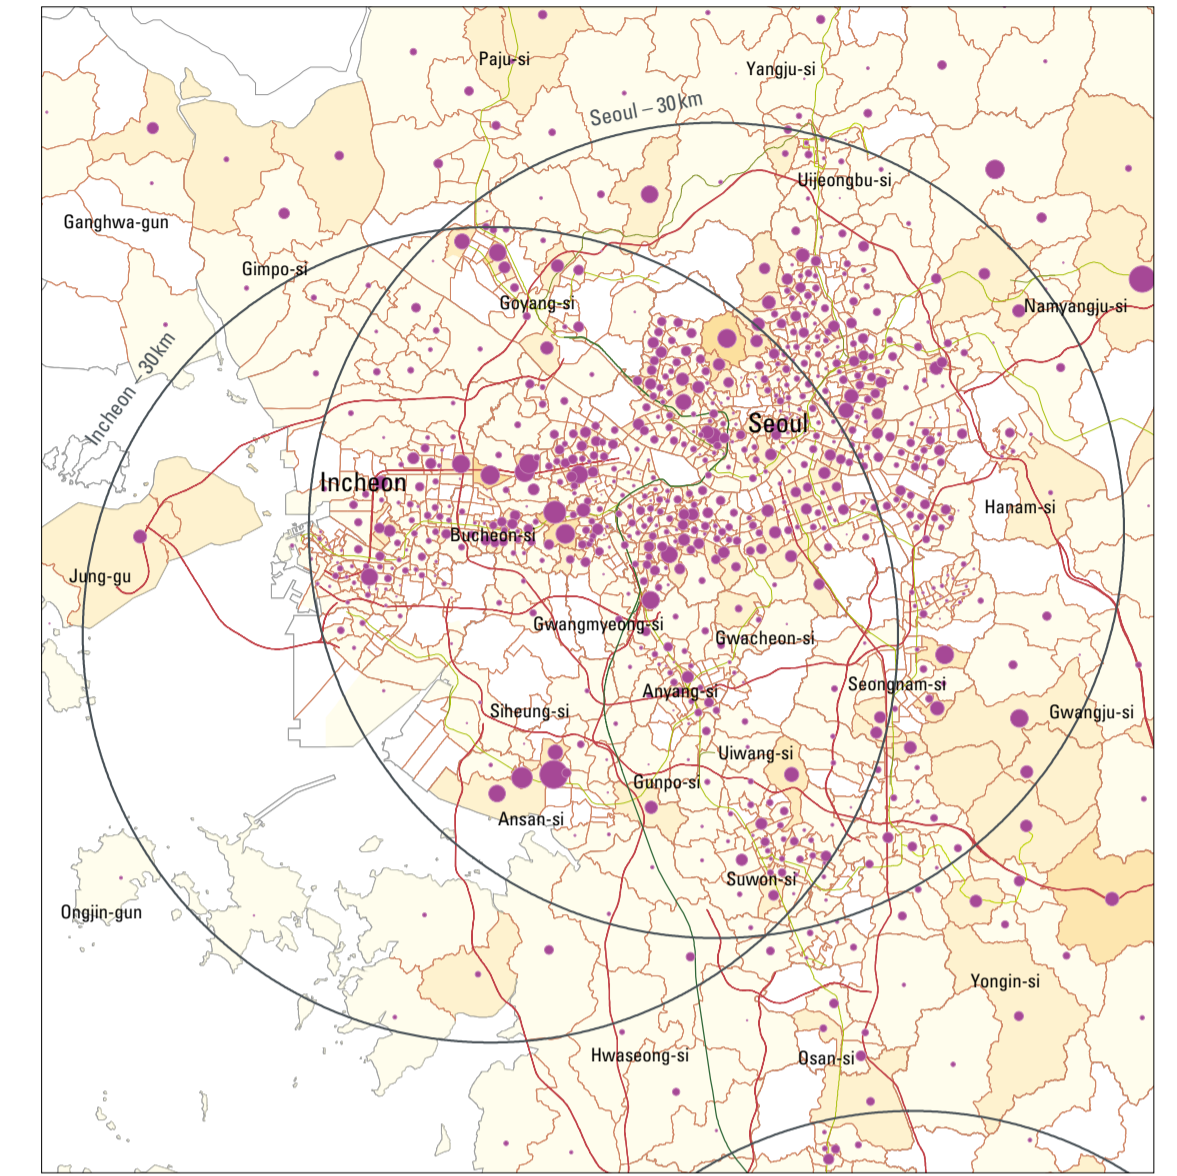 Paju-si
Yangju-si
Seoul – 30km
Uijeongbu-si
Ganghwa-gun
Gimpo-si
Goyang-si
Namyangju-si
Incheon – 30km
Seoul
Incheon
Hanam-si
Bucheon-si
Jung-gu
Gwangmyeong-si
Gwacheon-si
Anyang-si
Seongnam-si
Siheung-si
Gwangju-si
Uiwang-si
Gunpo-si
Ansan-si
Suwon-si
Ongjin-gun
Yongin-si
Hwaseong-si
Osan-si